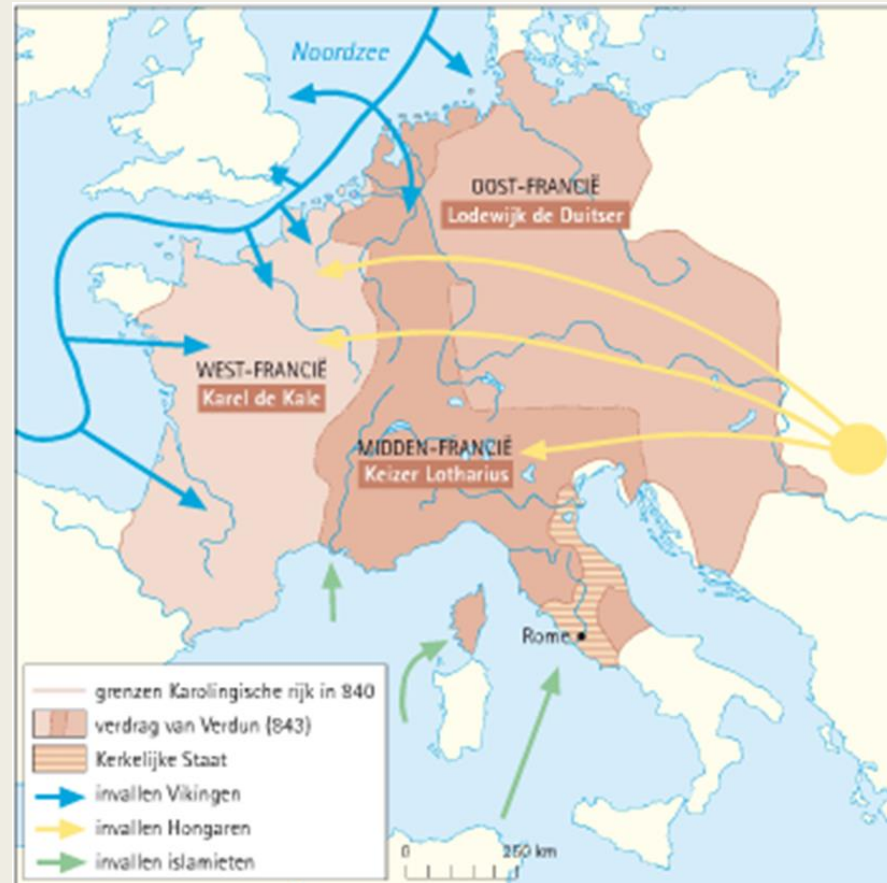 Noordzee
OOST-FRANCIË
Lodewijk de Duitser
WEST-FRANCIË
Karel de Kale
MIDDEN-FRANCIË
Keizer Lotharius
Rome
grenzen Karolingische rijk in 840
verdrag van Verdun (843)
Kerkelijke Staat
invallen Vikingen
invallen Hongaren
invallen islamieten
0 250 km